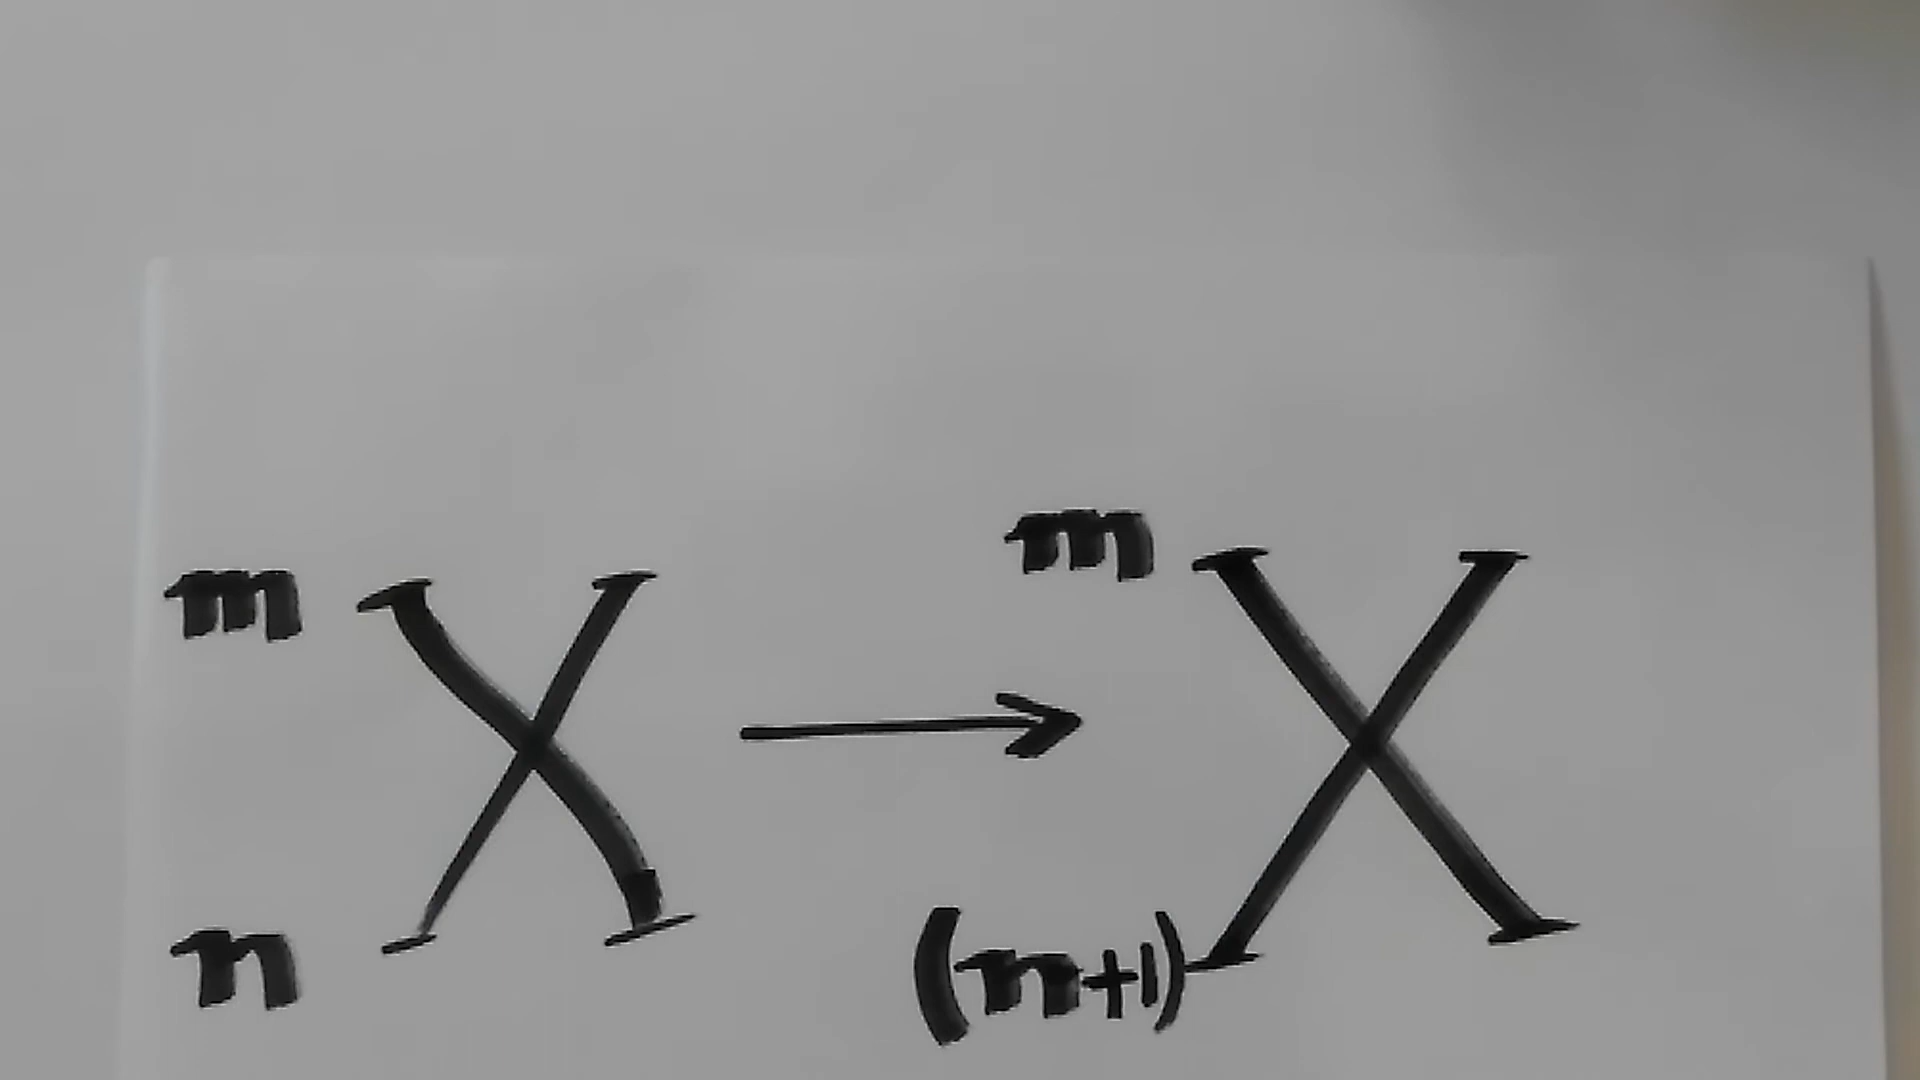 m X → m X
n (n+1)